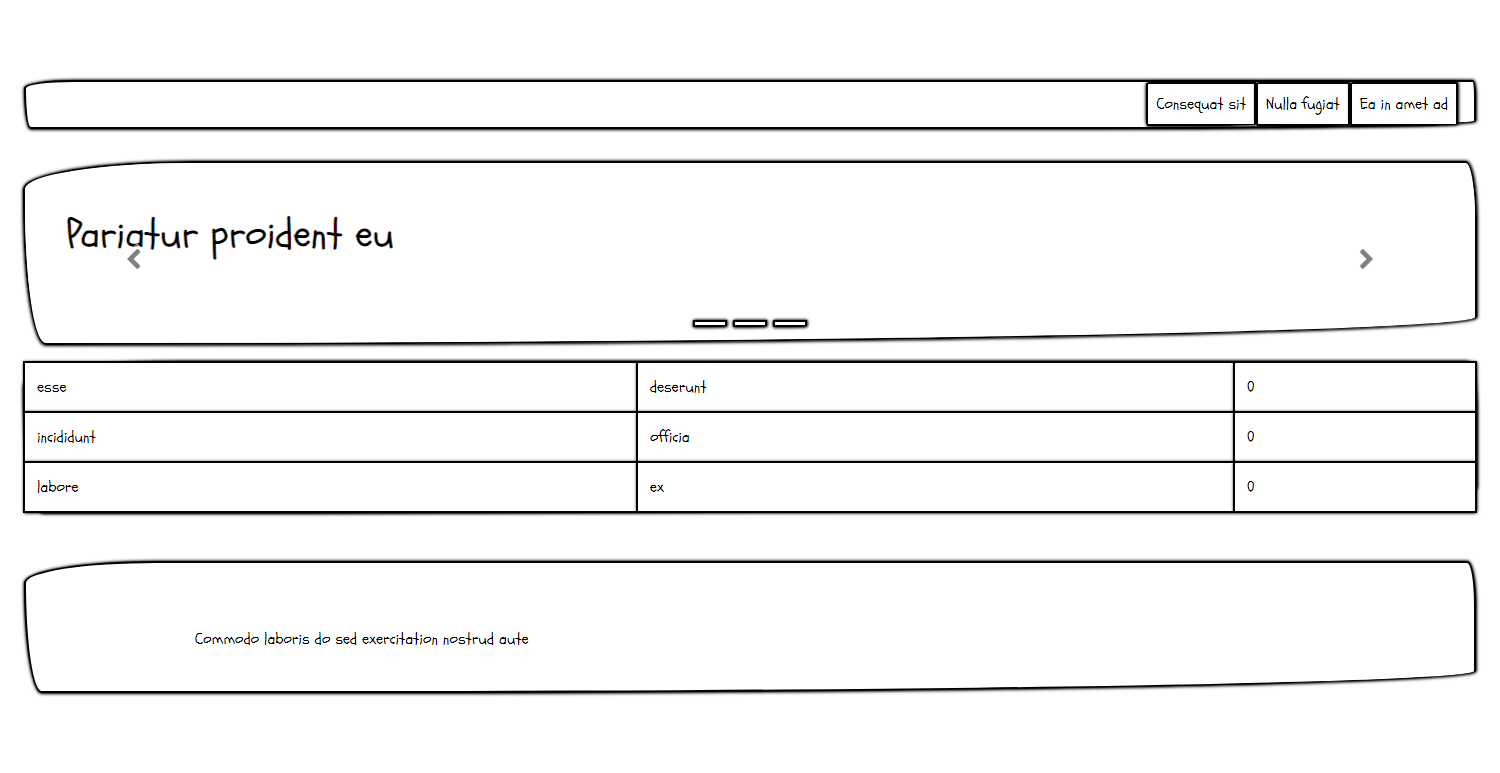 Consequat sit Nulla fugiat Ea in amet ad
Pariatur proident eu
esse deserunt 0
incididunt officia 0
labore ex 0
Commodo laboris do sed exercitation nostrud aute